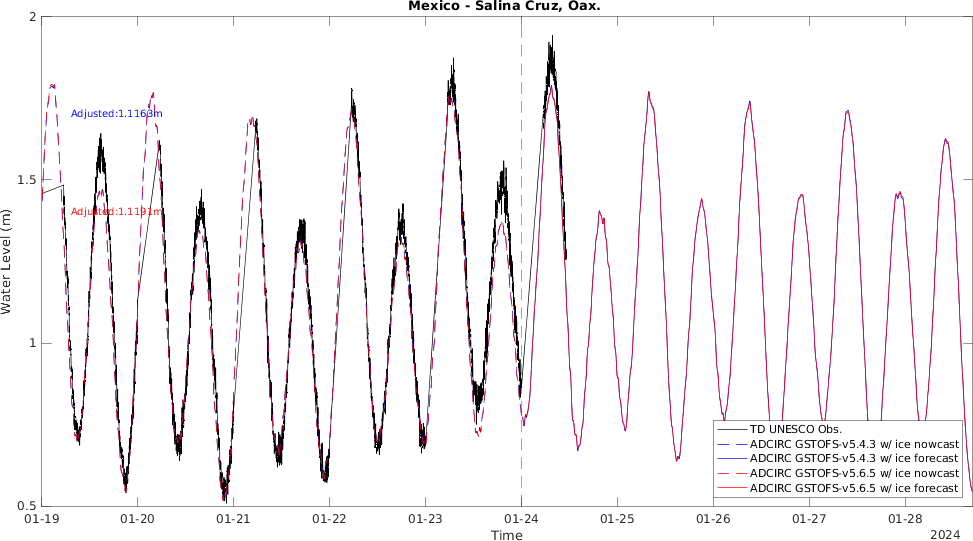 Mexico - Salina Cruz, Oax.
2
1.5
1
0.5
Water Level (m)
Adjusted:1.1163m
Adjusted:1.1191m
TD UNESCO Obs.
ADCIRC GSTOFS-v5.4.3 w/ ice nowcast
ADCIRC GSTOFS-v5.4.3 w/ ice forecast
ADCIRC GSTOFS-v5.6.5 w/ ice nowcast
ADCIRC GSTOFS-v5.6.5 w/ ice forecast
01-19 01-20 01-21 01-22 01-23 01-24 01-25 01-26 01-27 01-28
Time
2024